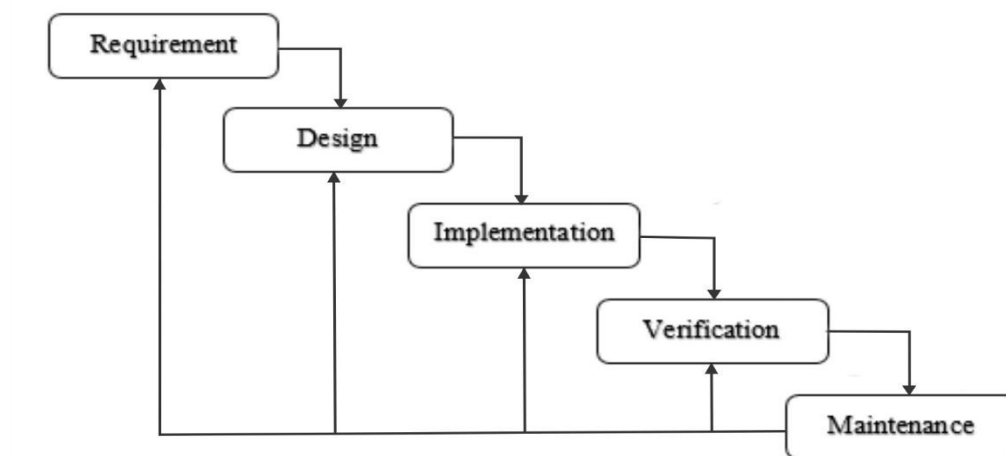 Requirement
Design
Implementation
Verification
Maintenance